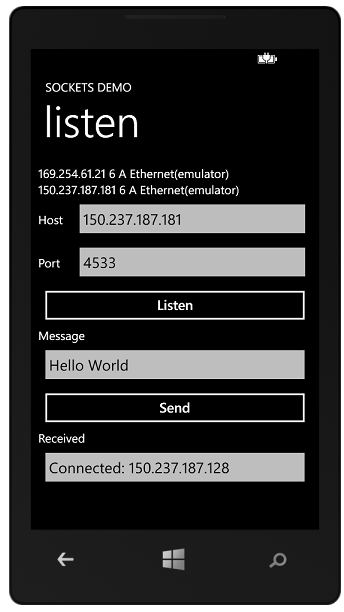 SOCKETS DEMO
listen
169.254.61.21 6 A Ethernet(emulator)
150.237.187.181 6 A Ethernet(emulator)
Host 150.237.187.181
Port 4533
Listen
Message
Hello World
Send
Received
Connected: 150.237.187.128